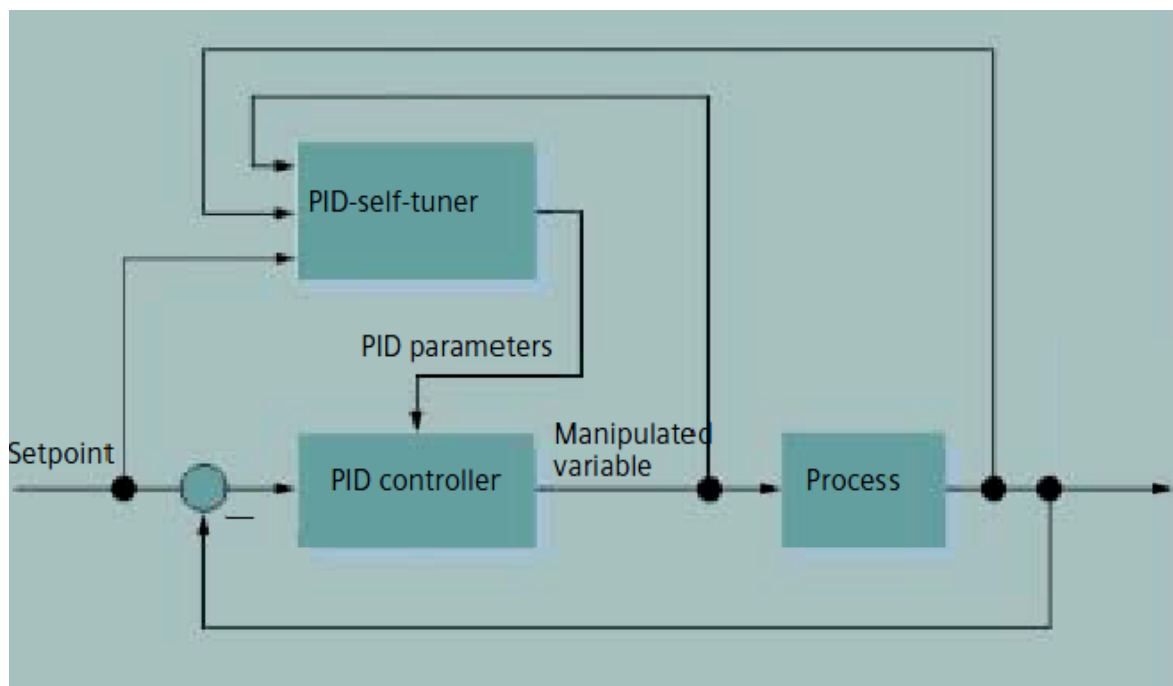 PID-self-tuner
PID parameters
Setpoint
PID controller
Manipulated
variable
Process
—